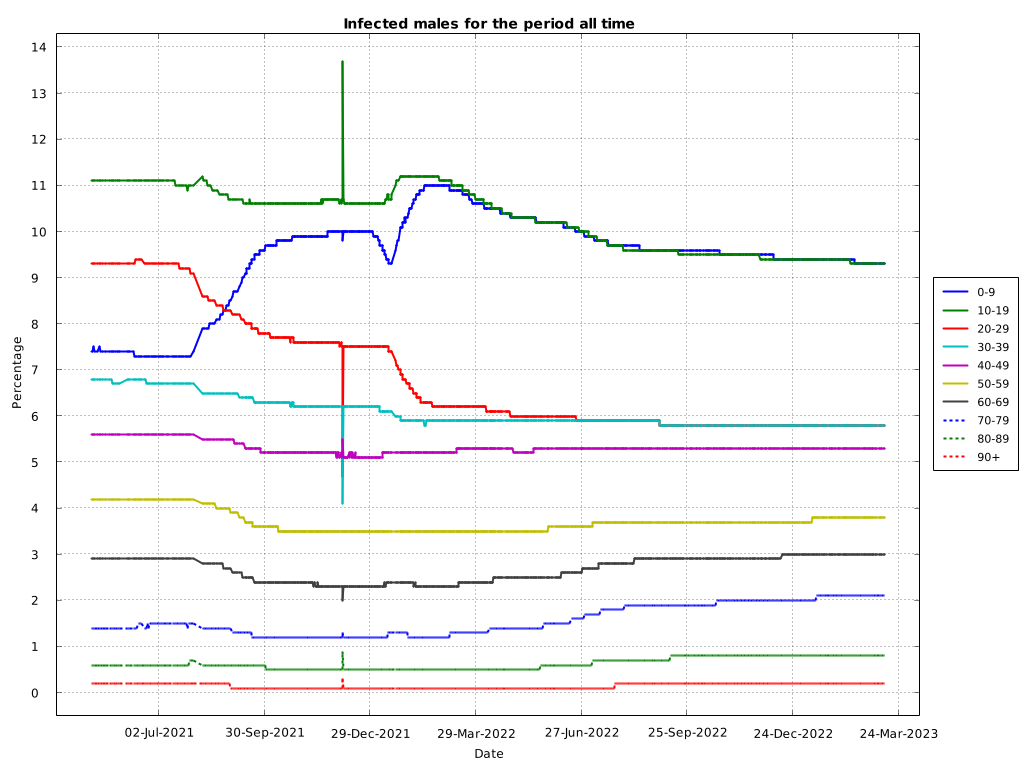 Infected males for the period all time
Percentage
14
13
12
11
10
9
8
7
6
5
4
3
2
1
0
02-Jul-2021
30-Sep-2021
29-Dec-2021
29-Mar-2022
27-Jun-2022
25-Sep-2022
24-Dec-2022
24-Mar-2023
Date
0-9
10-19
20-29
30-39
40-49
50-59
60-69
70-79
80-89
90+